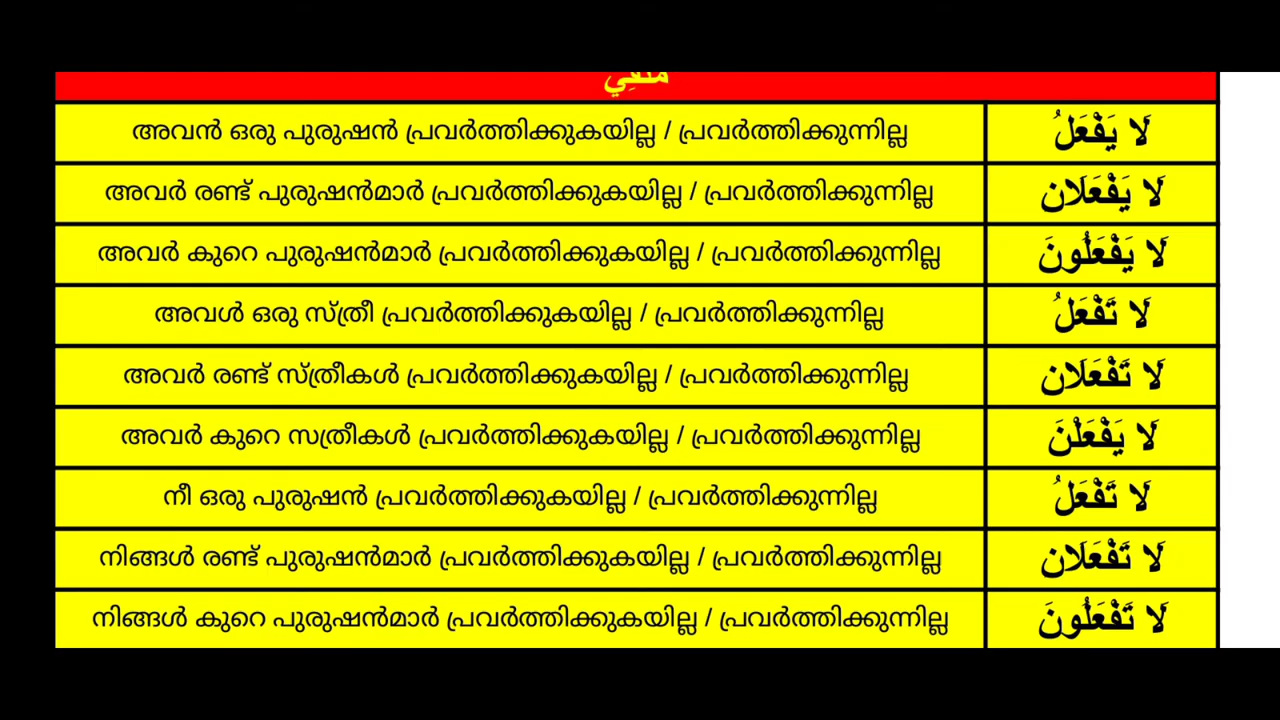 منفي
അവൻ ഒരു പുരുഷൻ പ്രവർത്തിക്കുകയില്ല / പ്രവർത്തിക്കുന്നില്ല لَا يَفْعَلُ
അവർ രണ്ട് പുരുഷൻമാർ പ്രവർത്തിക്കുകയില്ല / പ്രവർത്തിക്കുന്നില്ല لَا يَفْعَلَان
അവർ കുറെ പുരുഷൻമാർ പ്രവർത്തിക്കുകയില്ല / പ്രവർത്തിക്കുന്നില്ല لَا يَفْعَلُونَ
അവൾ ഒരു സ്ത്രീ പ്രവർത്തിക്കുകയില്ല / പ്രവർത്തിക്കുന്നില്ല لَا تَفْعَلُ
അവർ രണ്ട് സ്ത്രീകൾ പ്രവർത്തിക്കുകയില്ല / പ്രവർത്തിക്കുന്നില്ല لَا تَفْعَلَان
അവർ കുറെ സത്രീകൾ പ്രവർത്തിക്കുകയില്ല / പ്രവർത്തിക്കുന്നില്ല لَا يَفْعَلْنَ
നീ ഒരു പുരുഷൻ പ്രവർത്തിക്കുകയില്ല / പ്രവർത്തിക്കുന്നില്ല لَا تَفْعَلُ
നിങ്ങൾ രണ്ട് പുരുഷൻമാർ പ്രവർത്തിക്കുകയില്ല / പ്രവർത്തിക്കുന്നില്ല لَا تَفْعَلَان
നിങ്ങൾ കുറെ പുരുഷൻമാർ പ്രവർത്തിക്കുകയില്ല / പ്രവർത്തിക്കുന്നില്ല لَا تَفْعَلُونَ